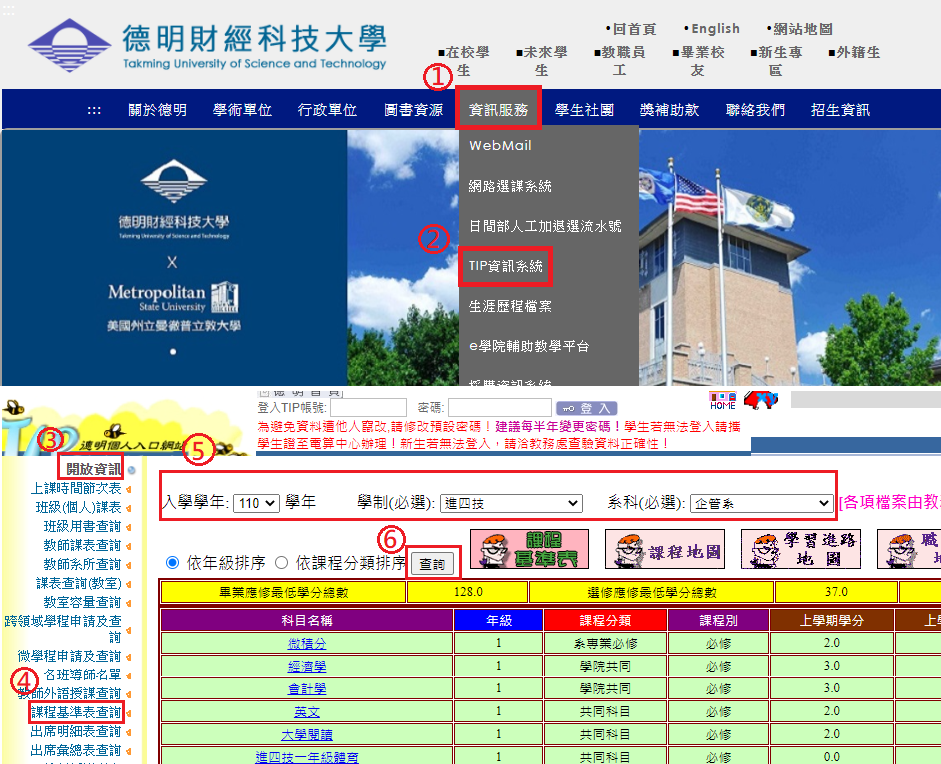 :::
德明財經科技大學
Takming University of Science and Technology
•回首頁 •English •網站地圖
▪在校學生 ▪未來學生 ▪教職員工 ▪畢業校友 ▪新生專區 ▪外籍生
①
::: 關於德明 學術單位 行政單位 圖書資源 資訊服務 學生社團 獎補助款 聯絡我們 招生資訊
WebMail
網路選課系統
日間部人工加退選流水號
②
TIP資訊系統
生涯歷程檔案
e學院輔助教學平台
採購資訊系統
德明財經科技大學
Takming University of Science and Technology
X
Metropolitan
State University
美國州立曼徹普立敦大學
德明首頁
登入TIP帳號: 密碼: 登入
HOME
為避免資料遭他人竄改,請修改預設密碼！建議每半年變更密碼！學生若無法登入請攜
學生證至電算中心辦理！新生若無法登入，請洽教務處查驗資料正確性！
TIP
德明個人入口網站
③
⑤
開放資訊
上課時間節次表
班級(個人)課表
班級用書查詢
教師課表查詢
教師系所查詢
課表查詢(教室)
教室容量查詢
跨領域學程申請及查詢
微學程申請及查詢
名班導師名單
④
教師外語授課查詢
課程基準表查詢
出席明細表查詢
出席彙總表查詢
入學學年: 110 學年 學制(必選): 進四技 系科(必選): 企管系 [各項檔案由教
⑥
依年級排序 依課程分類排序 查詢
課程基準表 課程地圖 學習進路地圖 職
畢業應修最低學分總數 128.0 選修應修最低學分總數 37.0
科目名稱 年級 課程分類 課程別 上學期學分 上
微積分 1 系專業必修 必修 2.0
經濟學 1 學院共同 必修 3.0
會計學 1 學院共同 必修 3.0
英文 1 共同科目 必修 2.0
大學閱讀 1 共同科目 必修 2.0
進四技一年級體育 1 共同科目 必修 0.0